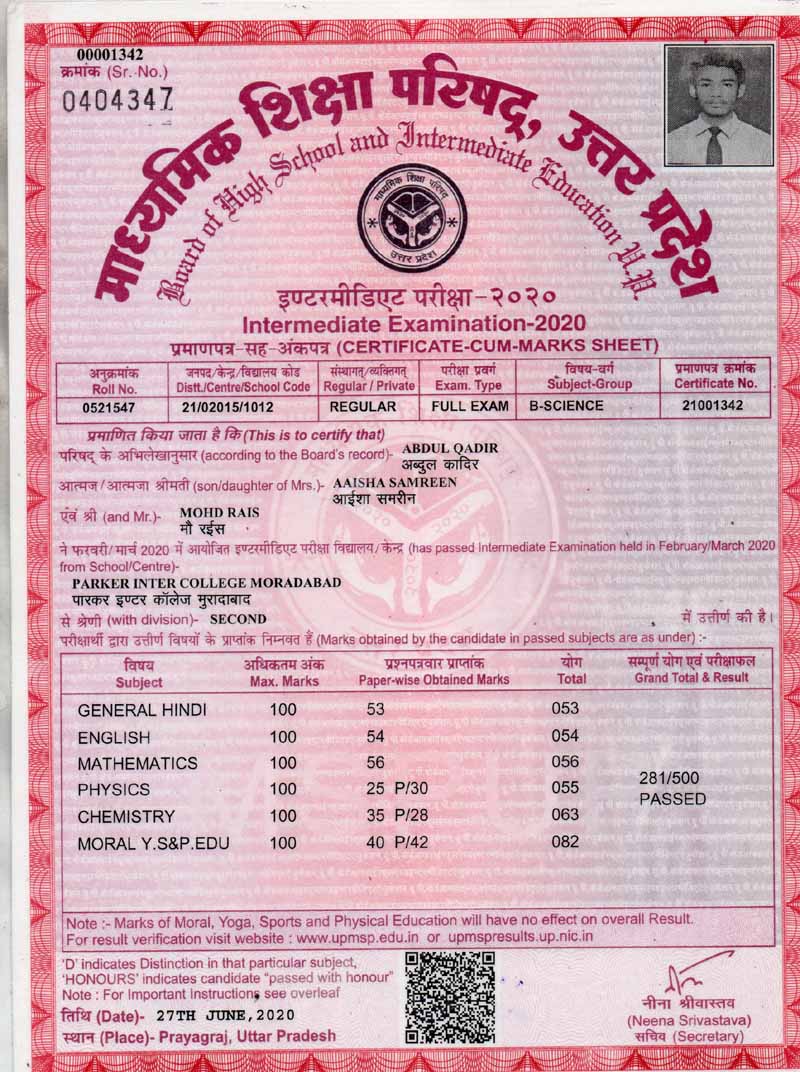 00001342
क्रमांक (Sr. No.)
0404347
माध्यमिक शिक्षा परिषद्, उत्तर प्रदेश
Board of High School and Intermediate Education U.P.
माध्यमिक शिक्षा परिषद
उत्तर प्रदेश
इण्टरमीडिएट परीक्षा-२०२०
Intermediate Examination-2020
प्रमाणपत्र-सह-अंकपत्र (CERTIFICATE-CUM-MARKS SHEET)
अनुक्रमांक जनपद/केन्द्र/विद्यालय कोड संस्थागत/व्यक्तिगत परीक्षा प्रवर्ग विषय-वर्ग प्रमाणपत्र क्रमांक
Roll No. Distt./Centre/School Code Regular / Private Exam. Type Subject-Group Certificate No.
0521547 21/02015/1012 REGULAR FULL EXAM B-SCIENCE 21001342
प्रमाणित किया जाता है कि (This is to certify that)
परिषद के अभिलेखानुसार (according to the Board's record)- ABDUL QADIR
अब्दुल कादिर
आत्मज/आत्मजा श्रीमती (son/daughter of Mrs.)- AAISHA SAMREEN
आईशा समरीन
एवं श्री (and Mr.)- MOHD RAIS
मौ रईस
ने फरवरी/मार्च 2020 में आयोजित इण्टरमीडिएट परीक्षा विद्यालय/केन्द्र (has passed Intermediate Examination held in February/March 2020
from School/Centre)-
PARKER INTER COLLEGE MORADABAD
पारकर इण्टर कॉलेज मुरादाबाद
से श्रेणी (with division)- SECOND में उत्तीर्ण की है।
परीक्षार्थी द्वारा उत्तीर्ण विषयों के प्राप्तांक निम्नवत हैं (Marks obtained by the candidate in passed subjects are as under) :-
विषय अधिकतम अंक प्रश्नपत्रवार प्राप्तांक योग सम्पूर्ण योग एवं परीक्षाफल
Subject Max. Marks Paper-wise Obtained Marks Total Grand Total & Result
GENERAL HINDI 100 53 053
ENGLISH 100 54 054
MATHEMATICS 100 56 056
281/500
PHYSICS 100 25 P/30 055
PASSED
CHEMISTRY 100 35 P/28 063
MORAL Y.S&P.EDU 100 40 P/42 082
Note :- Marks of Moral, Yoga, Sports and Physical Education will have no effect on overall Result.
For result verification visit website : www.upmsp.edu.in or upmspresults.up.nic.in
'D' indicates Distinction in that particular subject,
'HONOURS' indicates candidate "passed with honour"
Note : For Important Instructions see overleaf
तिथि (Date)- 27TH JUNE, 2020
स्थान (Place)- Prayagraj, Uttar Pradesh
नीना श्रीवास्तव
(Neena Srivastava)
सचिव (Secretary)